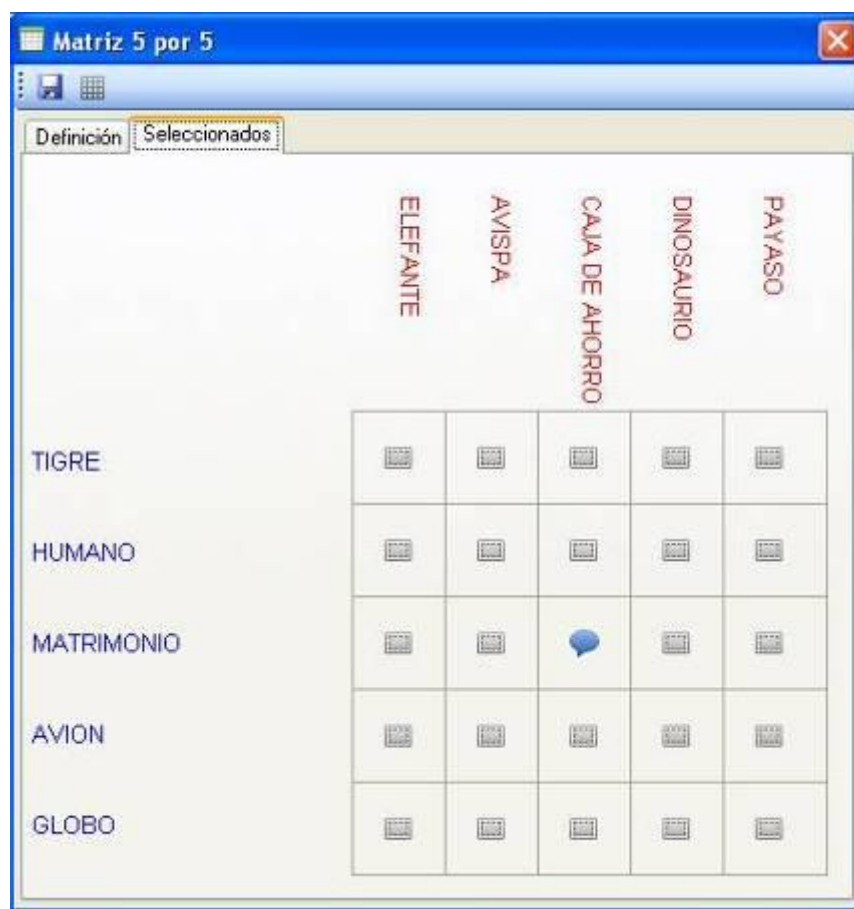 Matriz 5 por 5
Definición
Seleccionados
ELEFANTE
AVISPA
CAJA DE AHORRO
DINOSAURIO
PAYASO
TIGRE
HUMANO
MATRIMONIO
AVION
GLOBO